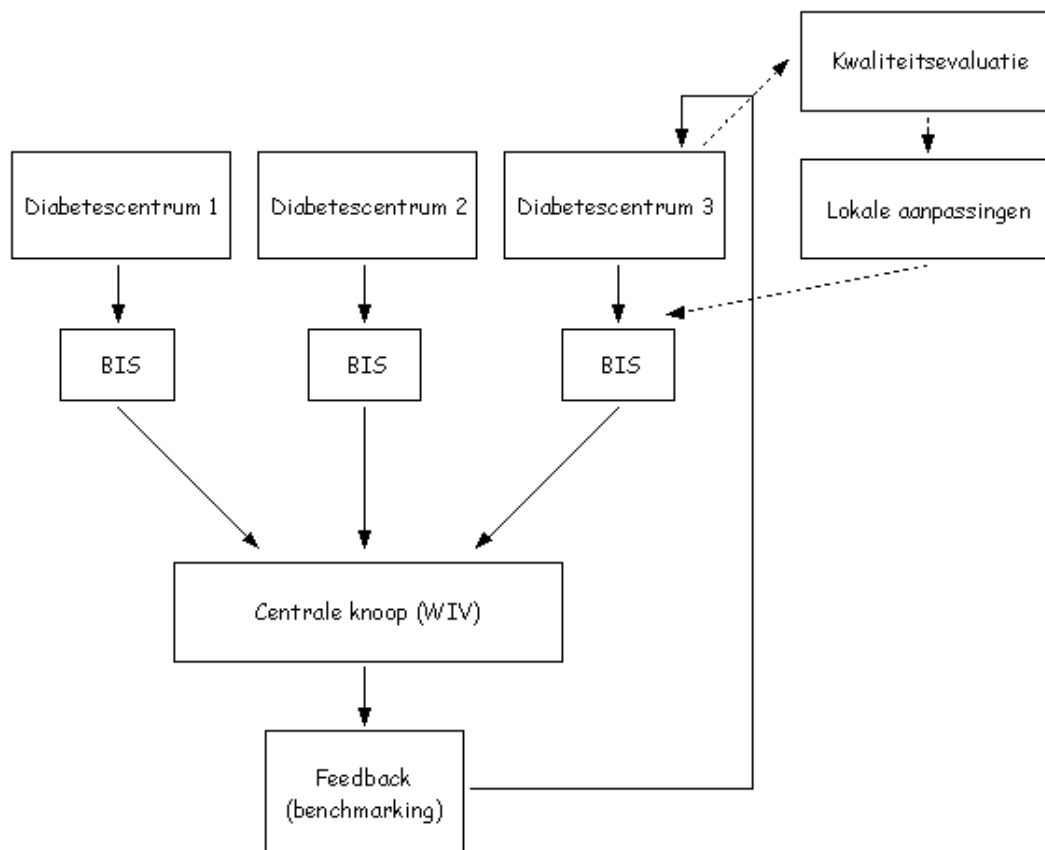 Kwaliteitsevaluatie
Diabetescentrum 1
Diabetescentrum 2
Diabetescentrum 3
Lokale aanpassingen
BIS
BIS
BIS
Centrale knoop (WIV)
Feedback
(benchmarking)